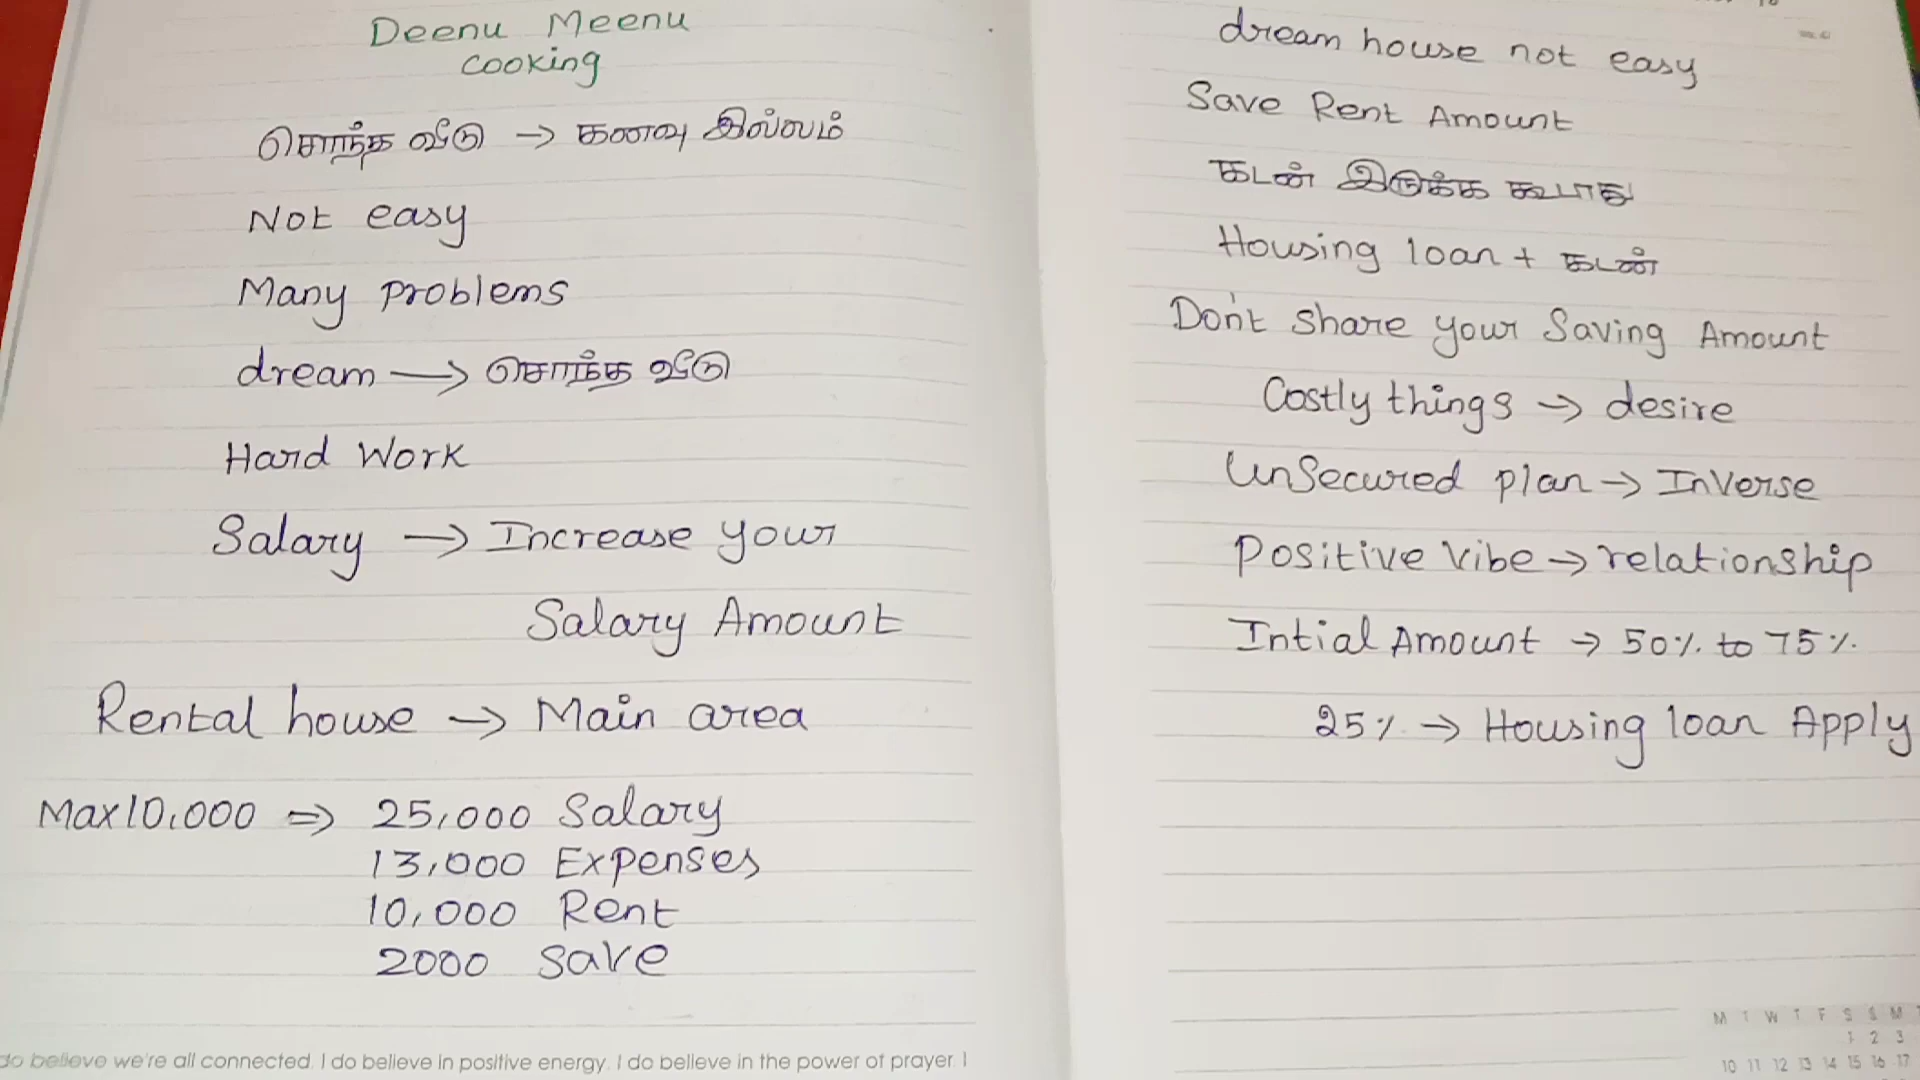 Deenu Meenu
cooking
சொந்த வீடு → கனவு இல்லம்
Not easy
Many problems
dream → சொந்த வீடு
Hard Work
Salary → Increase your
Salary Amount
Rental house → Main area
Max 10,000 ⇒ 25,000 Salary
13,000 Expenses
10,000 Rent
2000 Save
do believe we're all connected. I do believe in positive energy. I do believe in the power of prayer. I
dream house not easy
Save Rent Amount
கடன் இருக்க கூடாது
Housing loan + கடன்
Don't share your Saving Amount
Costly things → desire
UnSecured plan → Inverse
Positive Vibe → relationship
Intial Amount → 50% to 75%.
25% → Housing loan Apply
M T W T F S S M
1 2 3
10 11 12 13 14 15 16 17